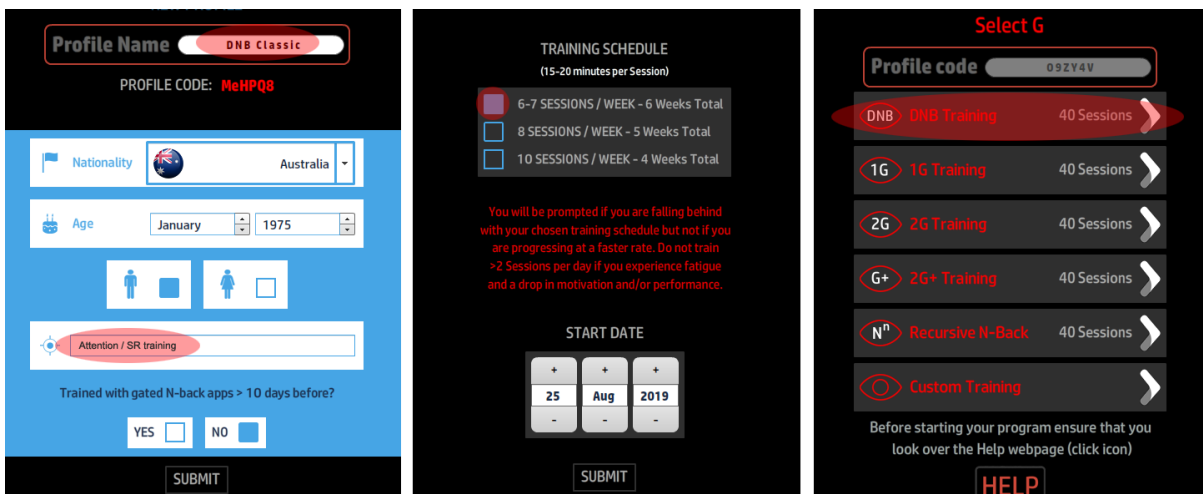 NEW PROFILE
Profile Name DNB Classic
PROFILE CODE: MeHPQ8
Nationality Australia
Age January 1975
Attention / SR training
Trained with gated N-back apps > 10 days before?
YES NO
SUBMIT
TRAINING SCHEDULE
(15-20 minutes per Session)
6-7 SESSIONS / WEEK - 6 Weeks Total
8 SESSIONS / WEEK - 5 Weeks Total
10 SESSIONS / WEEK - 4 Weeks Total
You will be prompted if you are falling behind
with your chosen training schedule but not if you
are progressing at a faster rate. Do not train
>2 Sessions per day if you experience fatigue
and a drop in motivation and/or performance.
START DATE
+ + +
25 Aug 2019
- - -
SUBMIT
Select G
Profile code O9ZY4V
DNB DNB Training 40 Sessions
1G 1G Training 40 Sessions
2G 2G Training 40 Sessions
G+ 2G+ Training 40 Sessions
Nⁿ Recursive N-Back 40 Sessions
Custom Training
Before starting your program ensure that you
look over the Help webpage (click icon)
HELP